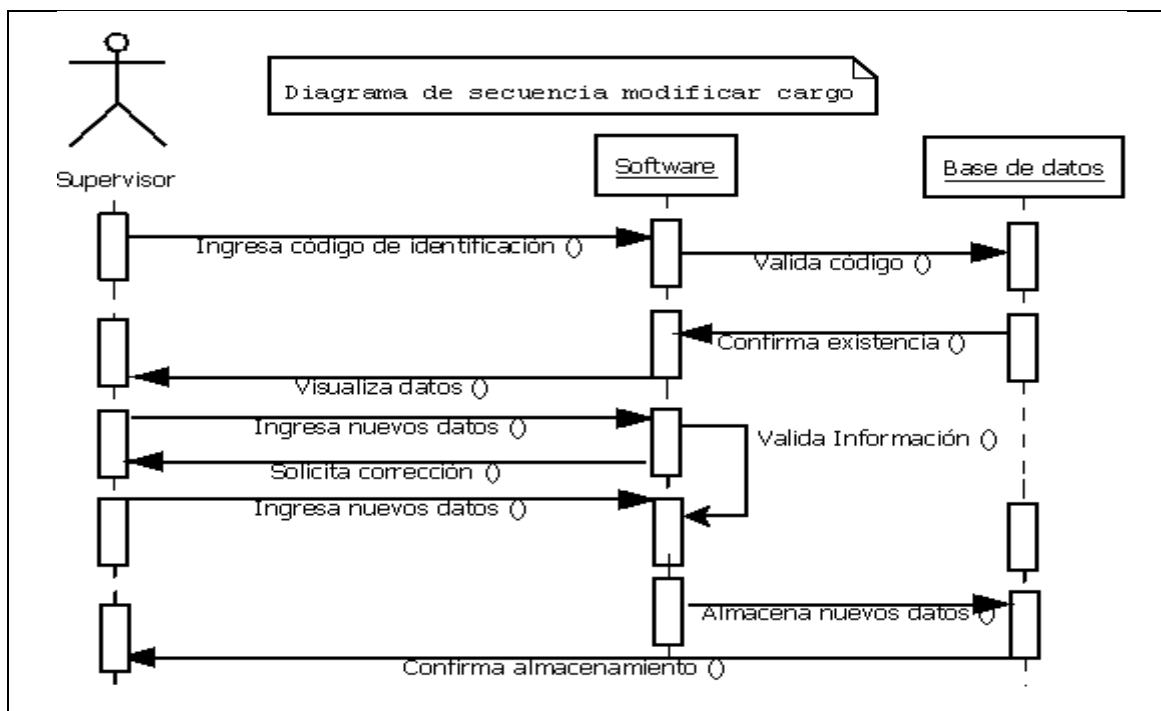 Diagrama de secuencia modificar cargo
Supervisor
Software
Base de datos
Ingresa código de identificación ()
Valida código ()
Confirma existencia ()
Visualiza datos ()
Ingresa nuevos datos ()
Valida Información ()
Solicita corrección ()
Ingresa nuevos datos ()
Almacena nuevos datos ()
Confirma almacenamiento ()